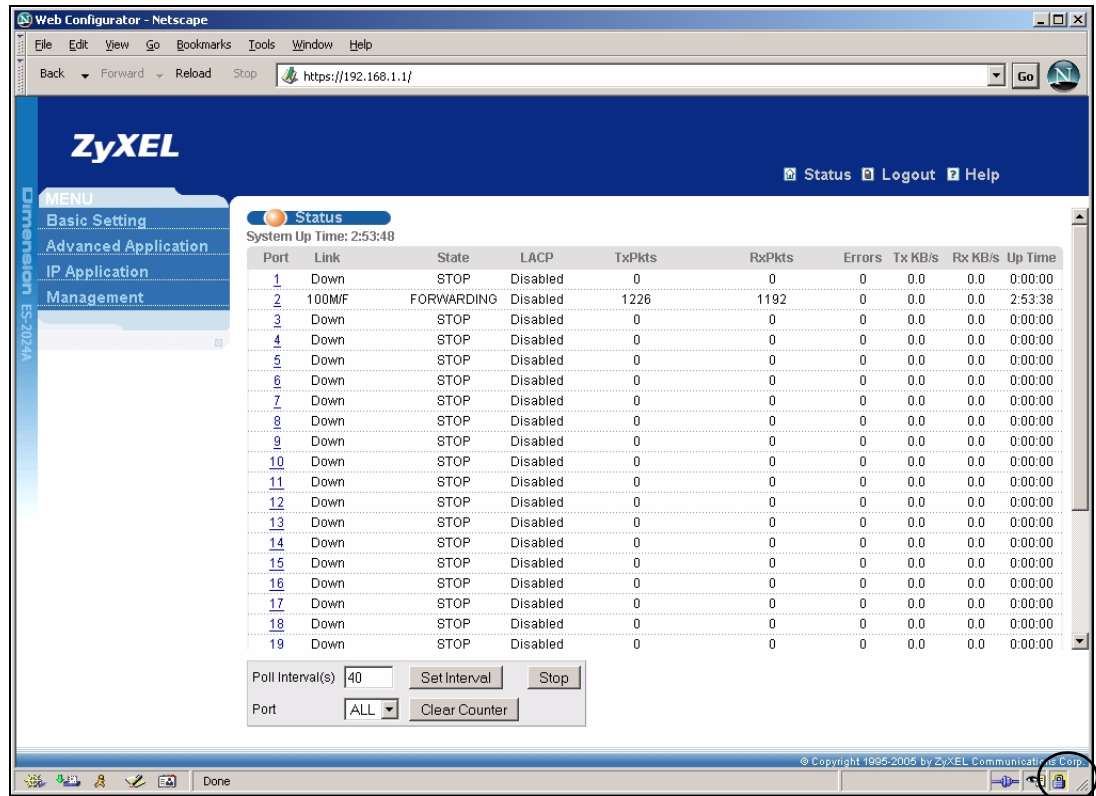 Web Configurator - Netscape
File Edit View Go Bookmarks Tools Window Help
Back Forward Reload Stop https://192.168.1.1/ Go N
ZyXEL
Status Logout Help
Dimension ES-2024A
MENU
Basic Setting
Advanced Application
IP Application
Management
Status
System Up Time: 2:53:48
Port Link State LACP TxPkts RxPkts Errors Tx KB/s Rx KB/s Up Time
1 Down STOP Disabled 0 0 0 0.0 0.0 0:00:00
2 100M/F FORWARDING Disabled 1226 1192 0 0.0 0.0 2:53:38
3 Down STOP Disabled 0 0 0 0.0 0.0 0:00:00
4 Down STOP Disabled 0 0 0 0.0 0.0 0:00:00
5 Down STOP Disabled 0 0 0 0.0 0.0 0:00:00
6 Down STOP Disabled 0 0 0 0.0 0.0 0:00:00
7 Down STOP Disabled 0 0 0 0.0 0.0 0:00:00
8 Down STOP Disabled 0 0 0 0.0 0.0 0:00:00
9 Down STOP Disabled 0 0 0 0.0 0.0 0:00:00
10 Down STOP Disabled 0 0 0 0.0 0.0 0:00:00
11 Down STOP Disabled 0 0 0 0.0 0.0 0:00:00
12 Down STOP Disabled 0 0 0 0.0 0.0 0:00:00
13 Down STOP Disabled 0 0 0 0.0 0.0 0:00:00
14 Down STOP Disabled 0 0 0 0.0 0.0 0:00:00
15 Down STOP Disabled 0 0 0 0.0 0.0 0:00:00
16 Down STOP Disabled 0 0 0 0.0 0.0 0:00:00
17 Down STOP Disabled 0 0 0 0.0 0.0 0:00:00
18 Down STOP Disabled 0 0 0 0.0 0.0 0:00:00
19 Down STOP Disabled 0 0 0 0.0 0.0 0:00:00
Poll Interval(s) 40 Set Interval Stop
Port ALL Clear Counter
© Copyright 1995-2005 by ZyXEL Communications Corp.
Done